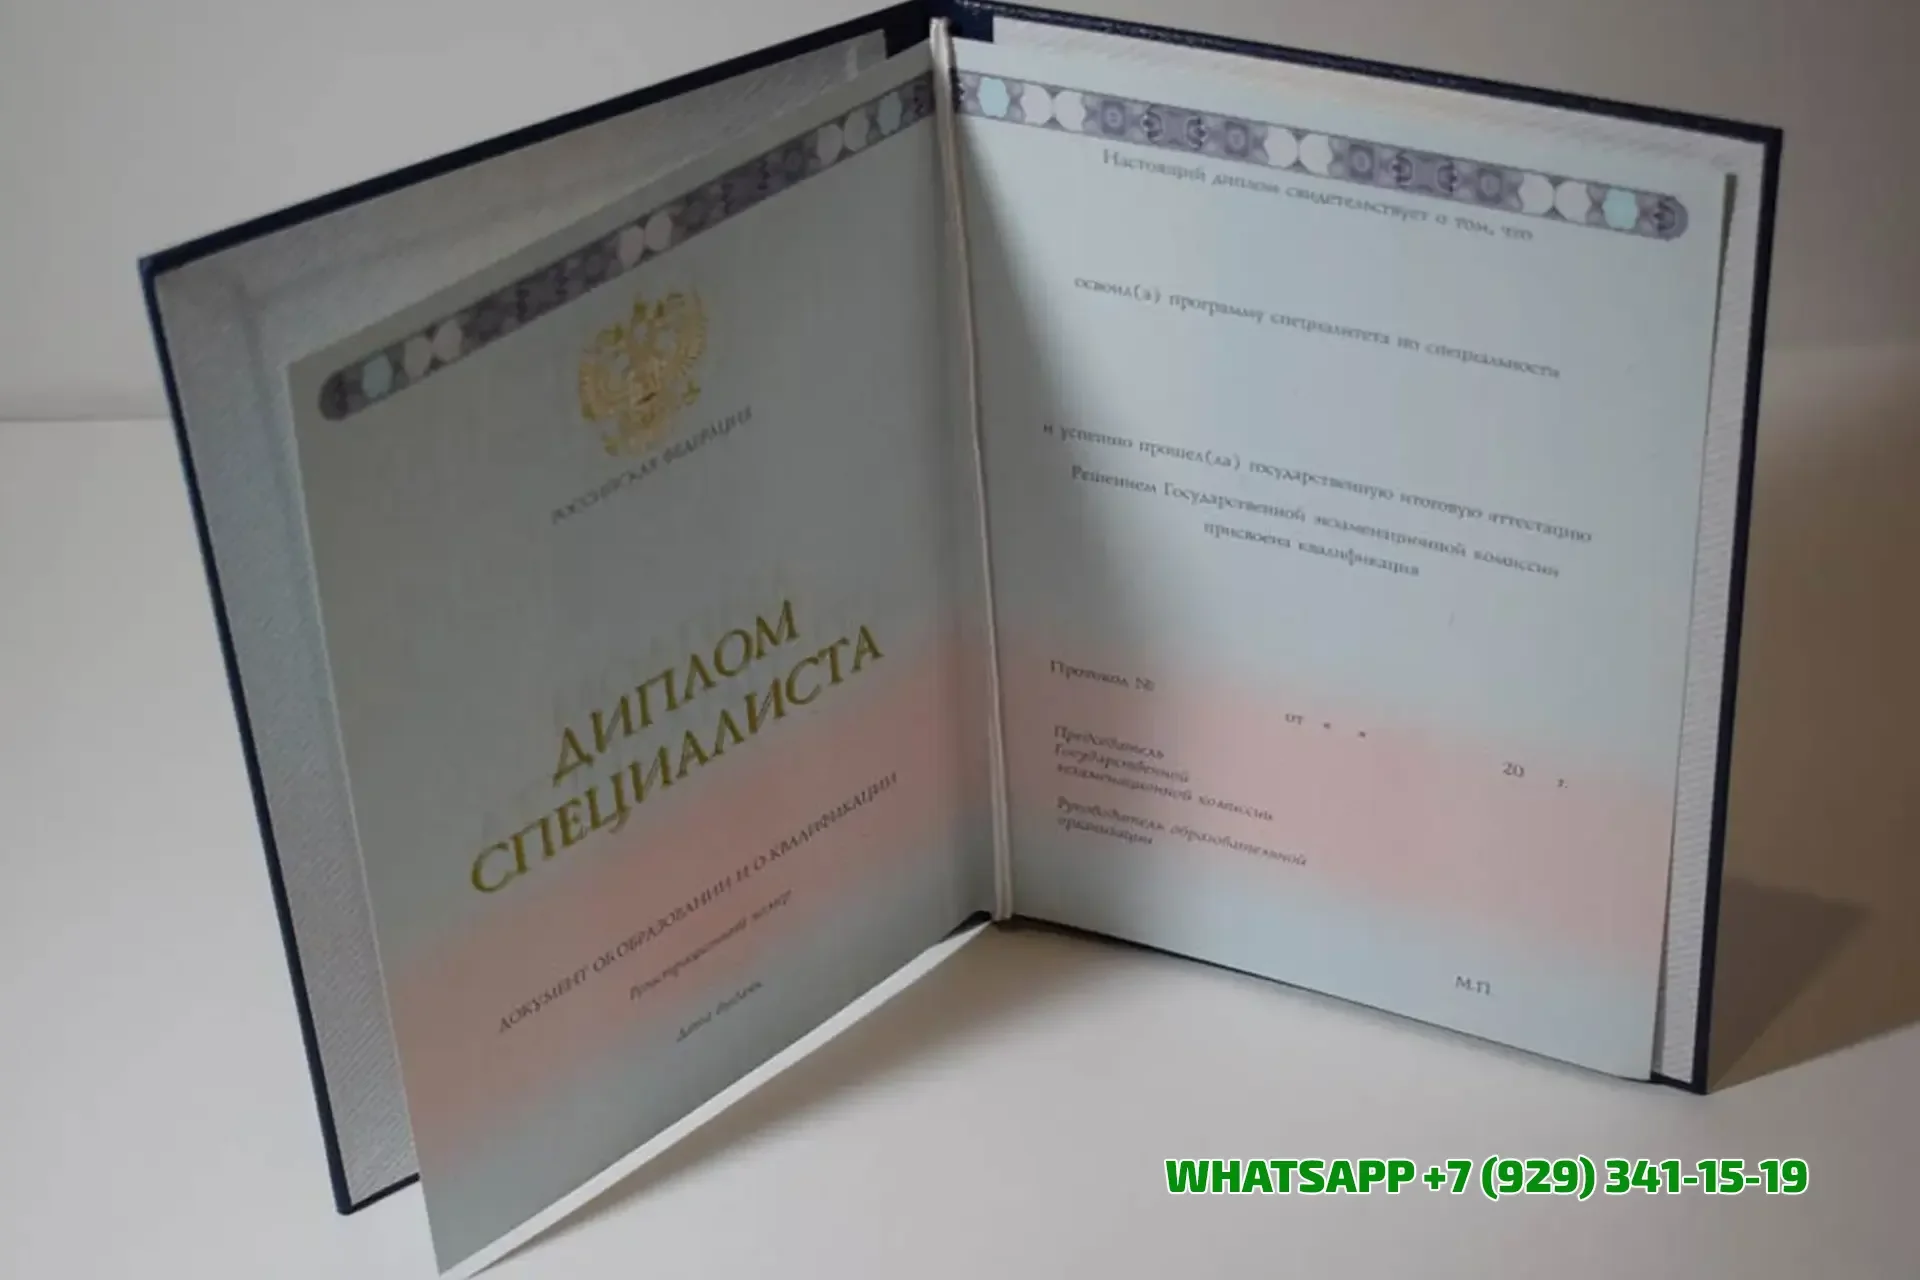 РОССИЙСКАЯ ФЕДЕРАЦИЯ
ДИПЛОМ
СПЕЦИАЛИСТА
ДОКУМЕНТ ОБ ОБРАЗОВАНИИ И О КВАЛИФИКАЦИИ
Регистрационный номер
Дата выдачи
Настоящий диплом свидетельствует о том, что
освоил(а) программу специалитета по специальности
и успешно прошел(ла) государственную итоговую аттестацию
Решением Государственной экзаменационной комиссии
присвоена квалификация
Протокол №
от « »
20 г.
Председатель
Государственной
экзаменационной комиссии
Руководитель образовательной
организации
М.П.
WHATSAPP +7 (929) 341-15-19